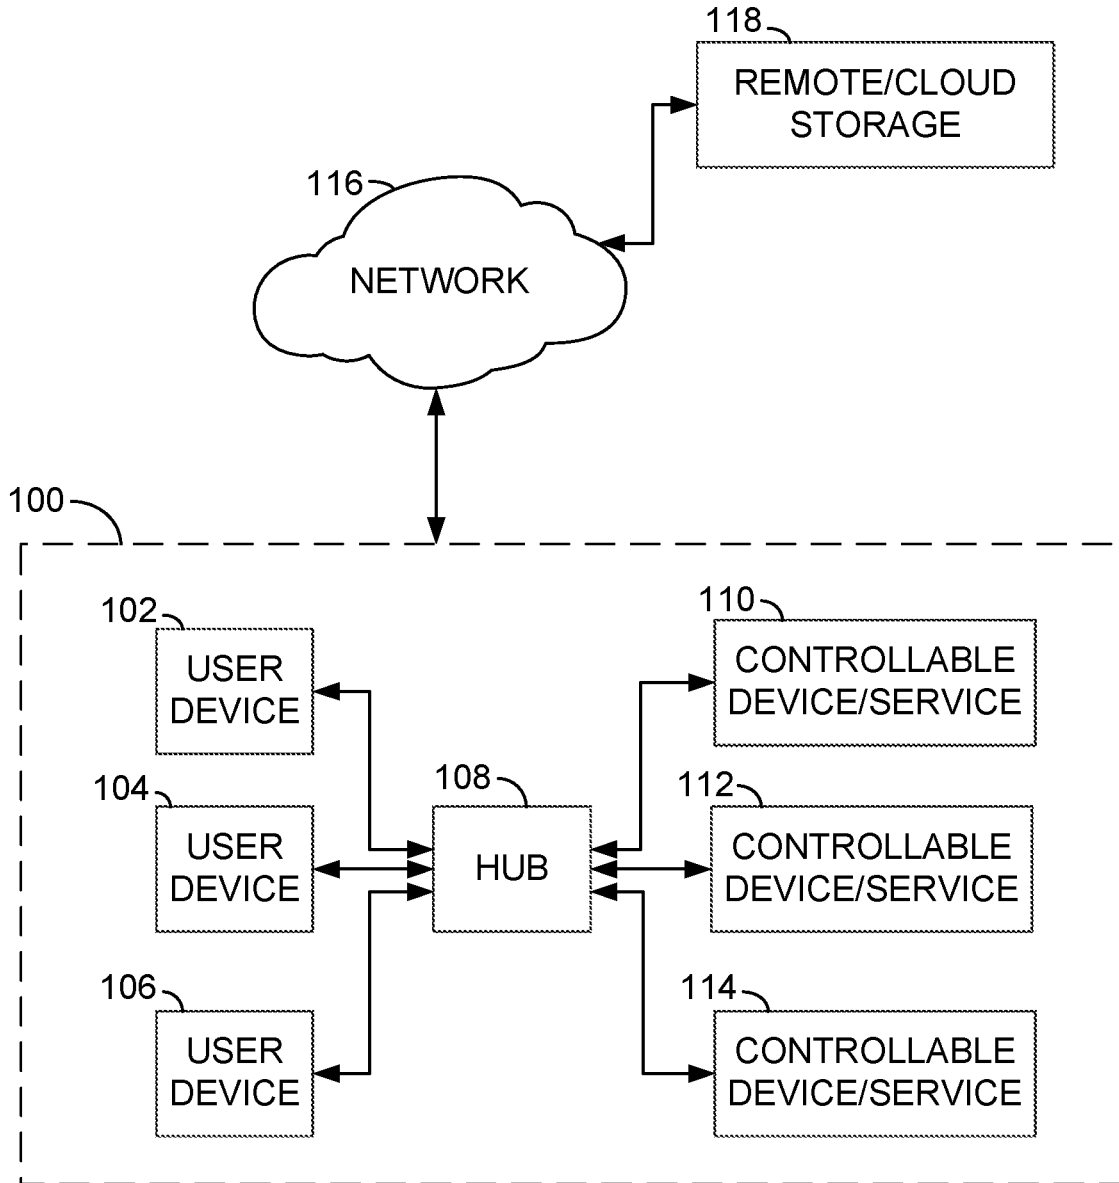 118
REMOTE/CLOUD
STORAGE
116
NETWORK
100
102
USER
DEVICE
110
CONTROLLABLE
DEVICE/SERVICE
104
USER
DEVICE
108
HUB
112
CONTROLLABLE
DEVICE/SERVICE
106
USER
DEVICE
114
CONTROLLABLE
DEVICE/SERVICE